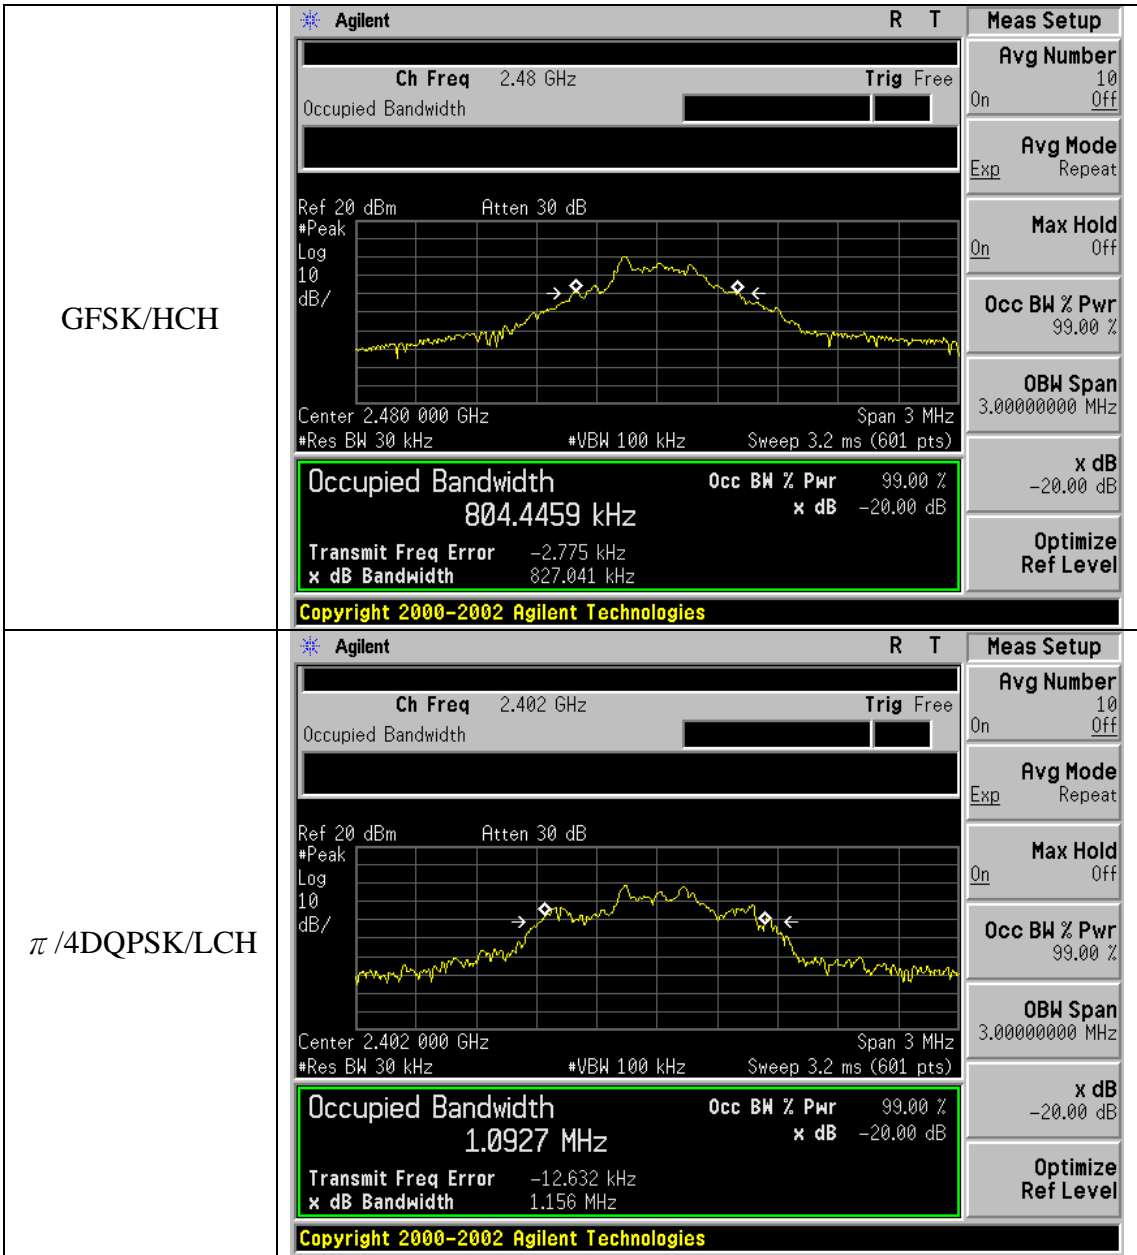 GFSK/HCH
Agilent R T Meas Setup
Ch Freq 2.48 GHz Trig Free
Occupied Bandwidth
Avg Number
10
On Off
Avg Mode
Exp Repeat
Max Hold
On Off
Occ BW % Pwr
99.00 %
OBW Span
3.00000000 MHz
x dB
-20.00 dB
Optimize
Ref Level
Ref 20 dBm Atten 30 dB
#Peak
Log
10
dB/
Center 2.480 000 GHz Span 3 MHz
#Res BW 30 kHz #VBW 100 kHz Sweep 3.2 ms (601 pts)
Occupied Bandwidth Occ BW % Pwr 99.00 %
804.4459 kHz x dB -20.00 dB
Transmit Freq Error -2.775 kHz
x dB Bandwidth 827.041 kHz
Copyright 2000-2002 Agilent Technologies
π/4DQPSK/LCH
Agilent R T Meas Setup
Ch Freq 2.402 GHz Trig Free
Occupied Bandwidth
Avg Number
10
On Off
Avg Mode
Exp Repeat
Max Hold
On Off
Occ BW % Pwr
99.00 %
OBW Span
3.00000000 MHz
x dB
-20.00 dB
Optimize
Ref Level
Ref 20 dBm Atten 30 dB
#Peak
Log
10
dB/
Center 2.402 000 GHz Span 3 MHz
#Res BW 30 kHz #VBW 100 kHz Sweep 3.2 ms (601 pts)
Occupied Bandwidth Occ BW % Pwr 99.00 %
1.0927 MHz x dB -20.00 dB
Transmit Freq Error -12.632 kHz
x dB Bandwidth 1.156 MHz
Copyright 2000-2002 Agilent Technologies